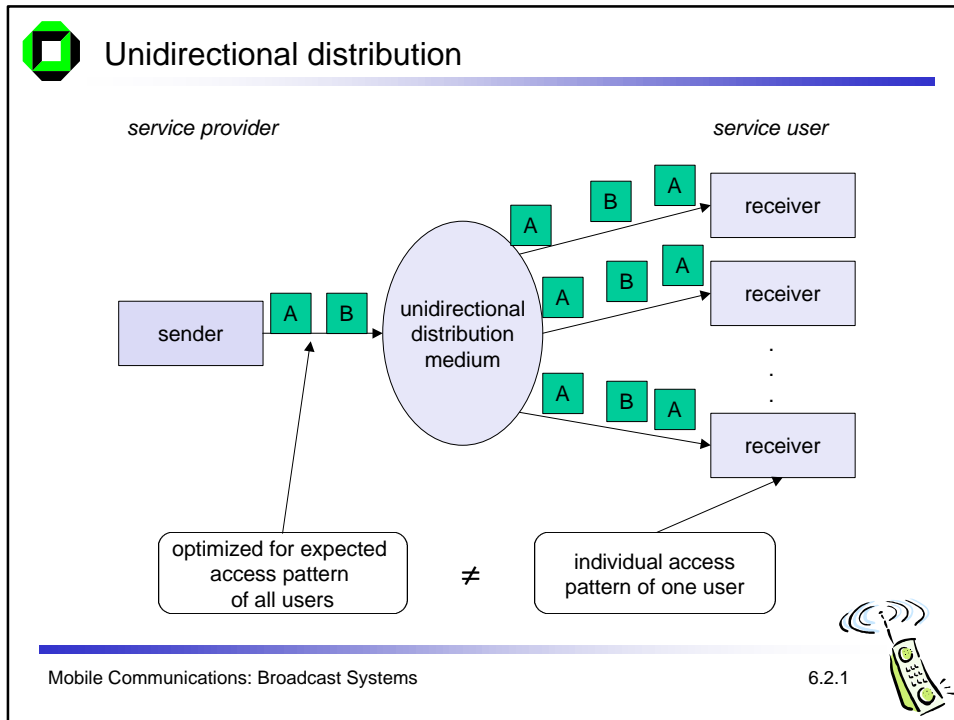 Unidirectional distribution
service provider
service user
A
B
A
receiver
A
B
A
receiver
A
B
sender
unidirectional
distribution
medium
.
.
.
A
B
A
receiver
optimized for expected
access pattern
of all users
≠
individual access
pattern of one user
Mobile Communications: Broadcast Systems
6.2.1